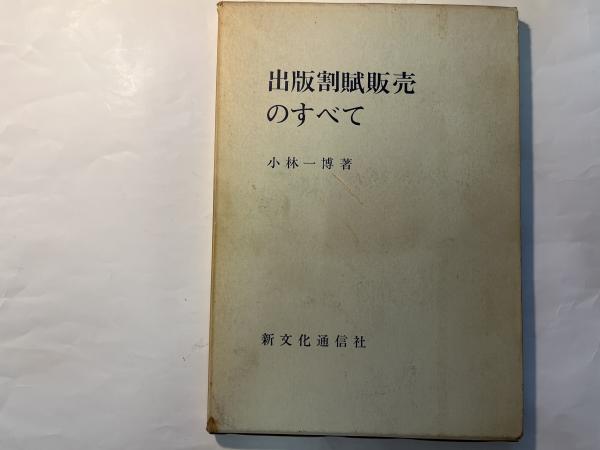 出版割賦販売
のすべて
小林一博著
新文化通信社